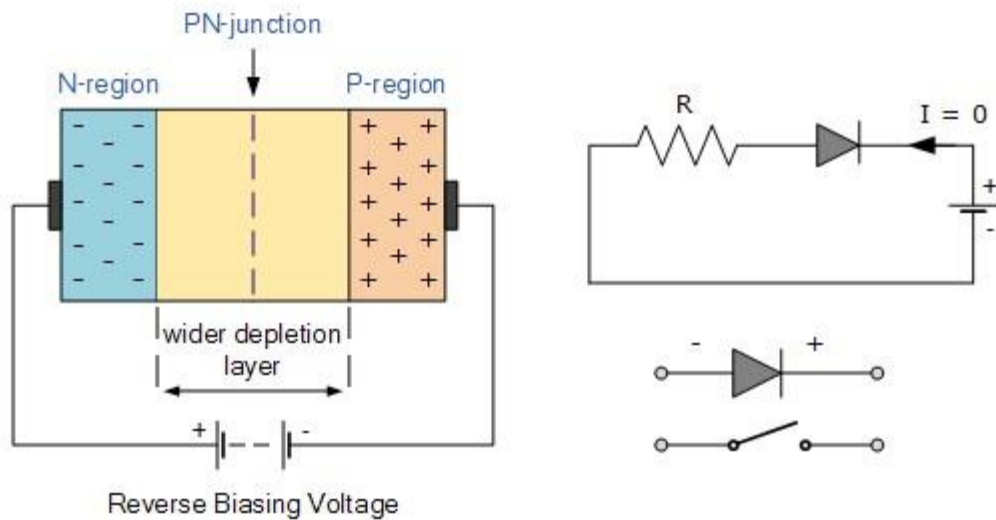 PN-junction
N-region
P-region
wider depletion
layer
+ -
Reverse Biasing Voltage
R
I = 0
+
-
- +